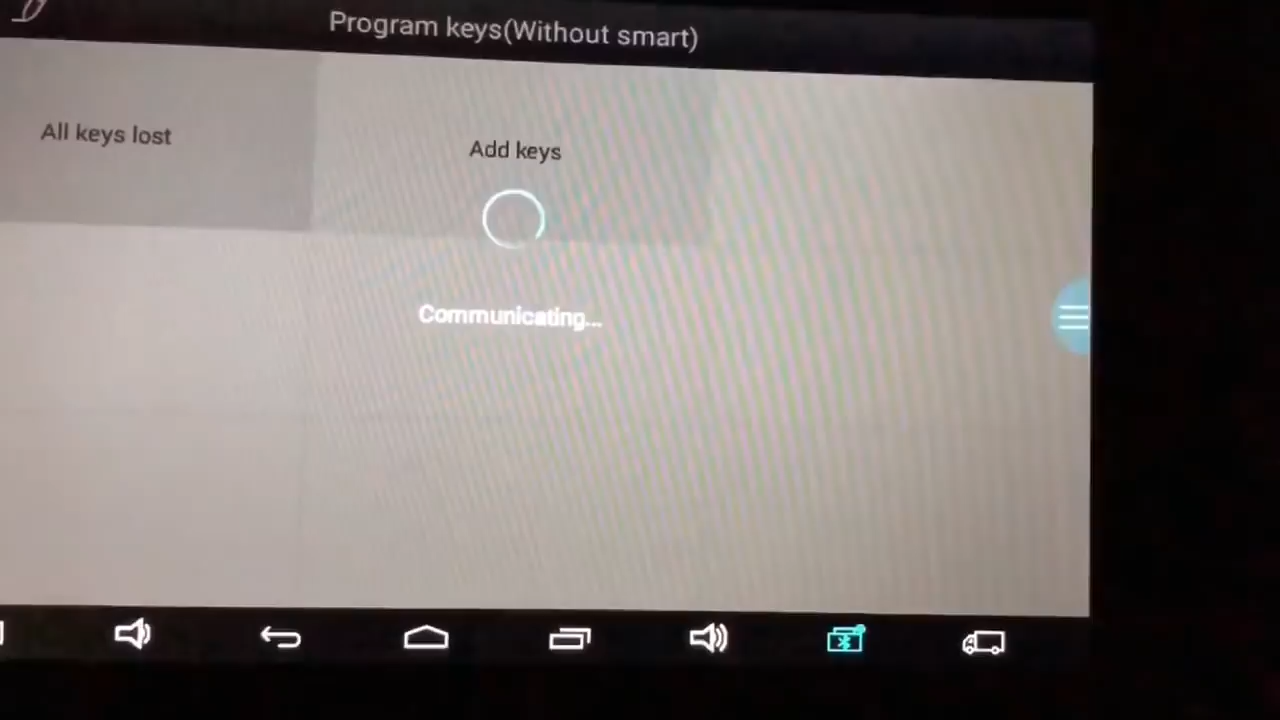 Program keys(Without smart)
All keys lost
Add keys
Communicating...